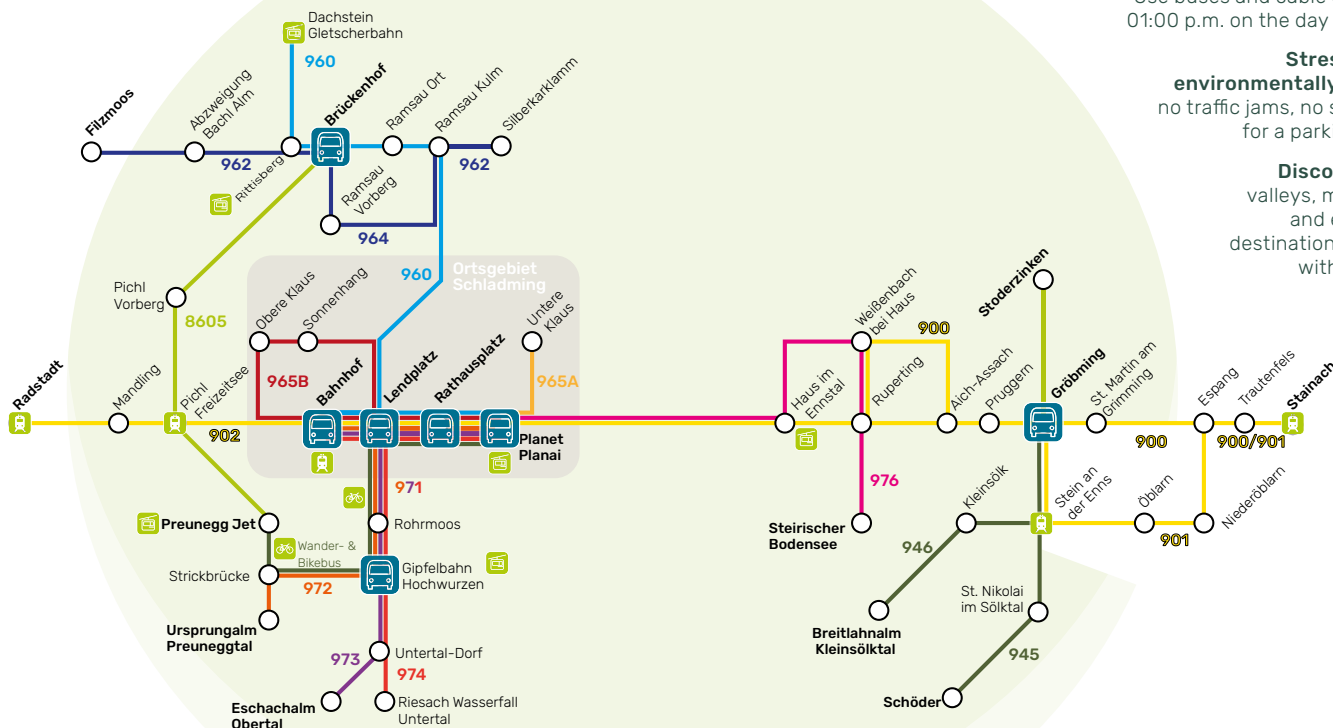 Use buses and cable
01:00 p.m. on the day
Stres
environmentally
no traffic jams, no s
for a park
Disco
valleys, m
and e
destination
with
Dachstein
Gletscherbahn
960
Filzmoos
Abzweigung
Bachl Alm
Brückenhof
Ramsau Ort
Ramsau Kulm
Silberkarklamm
962
962
Rittisberg
Ramsau
Vorberg
964
Pichl
Vorberg
8605
960
Ortsgebiet
Schladming
Obere Klaus
Sonnenhang
Untere
Klaus
965B
965A
Bahnhof
Lendplatz
Rathausplatz
Planet
Planai
Radstadt
Mandling
Pichl
Freizeitsee
902
Haus im
Ennstal
Weißenbach
bei Haus
900
Ruperting
Aich-Assach
Pruggern
Stoderzinken
Gröbming
St. Martin am
Grimming
900
Espang
Trautenfels
900/901
Stainach
971
Rohrmoos
Preunegg Jet
Wander- &
Bikebus
Strickbrücke
972
Gipfelbahn
Hochwurzen
Ursprungalm
Preuneggtal
Untertal-Dorf
973
974
Eschachalm
Obertal
Riesach Wasserfall
Untertal
976
Steirischer
Bodensee
Kleinsölk
Stein an
der Enns
Öblarn
Niederöblarn
901
946
Breitlahnalm
Kleinsölktal
St. Nikolai
im Sölktal
945
Schöder